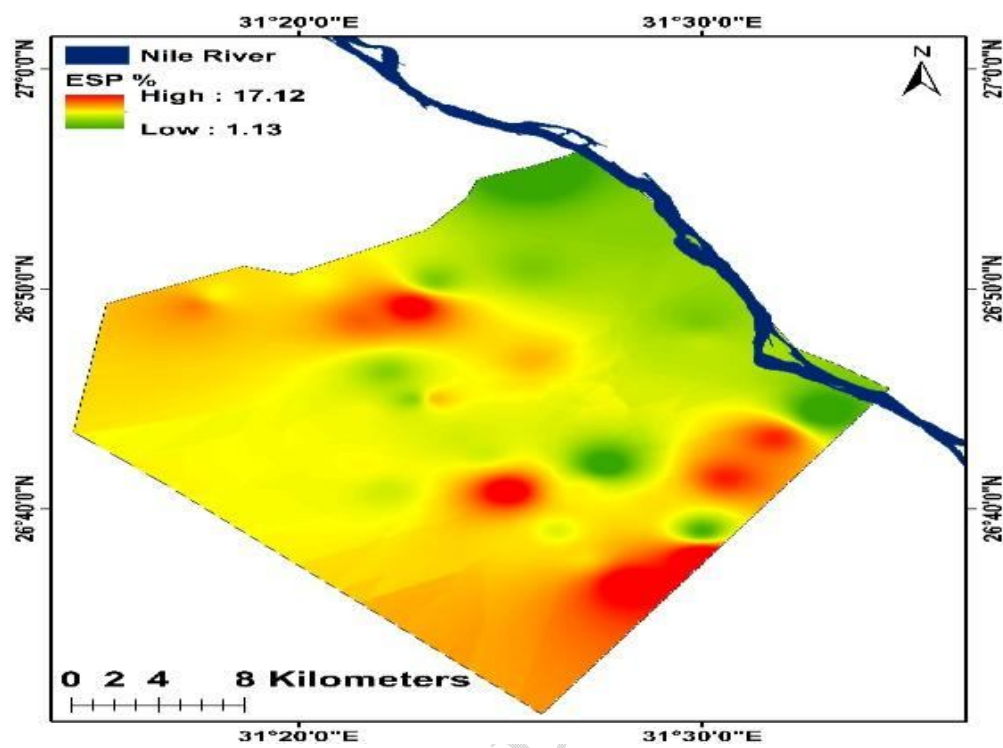 31°20'0"E 31°30'0"E
Nile River
ESP %
High : 17.12
Low : 1.13
N
27°0'0"N 27°0'0"N
26°50'0"N 26°50'0"N
26°40'0"N 26°40'0"N
0 2 4 8 Kilometers
31°20'0"E 31°30'0"E